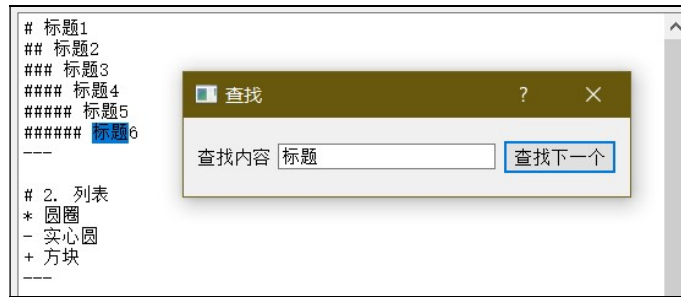 # 标题1
## 标题2
### 标题3
#### 标题4
##### 标题5
###### 标题6
---
# 2. 列表
* 圆圈
- 实心圆
+ 方块
---
查找
?
查找内容 标题 查找下一个